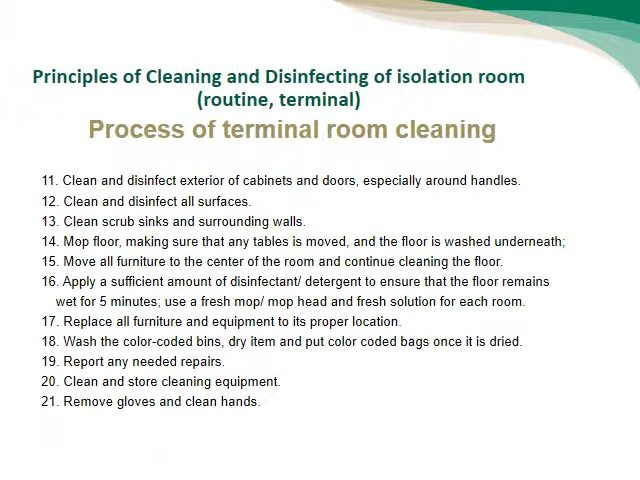 Principles of Cleaning and Disinfecting of isolation room
(routine, terminal)
Process of terminal room cleaning
11. Clean and disinfect exterior of cabinets and doors, especially around handles.
12. Clean and disinfect all surfaces.
13. Clean scrub sinks and surrounding walls.
14. Mop floor, making sure that any tables is moved, and the floor is washed underneath;
15. Move all furniture to the center of the room and continue cleaning the floor.
16. Apply a sufficient amount of disinfectant/ detergent to ensure that the floor remains
wet for 5 minutes; use a fresh mop/ mop head and fresh solution for each room.
17. Replace all furniture and equipment to its proper location.
18. Wash the color-coded bins, dry item and put color coded bags once it is dried.
19. Report any needed repairs.
20. Clean and store cleaning equipment.
21. Remove gloves and clean hands.